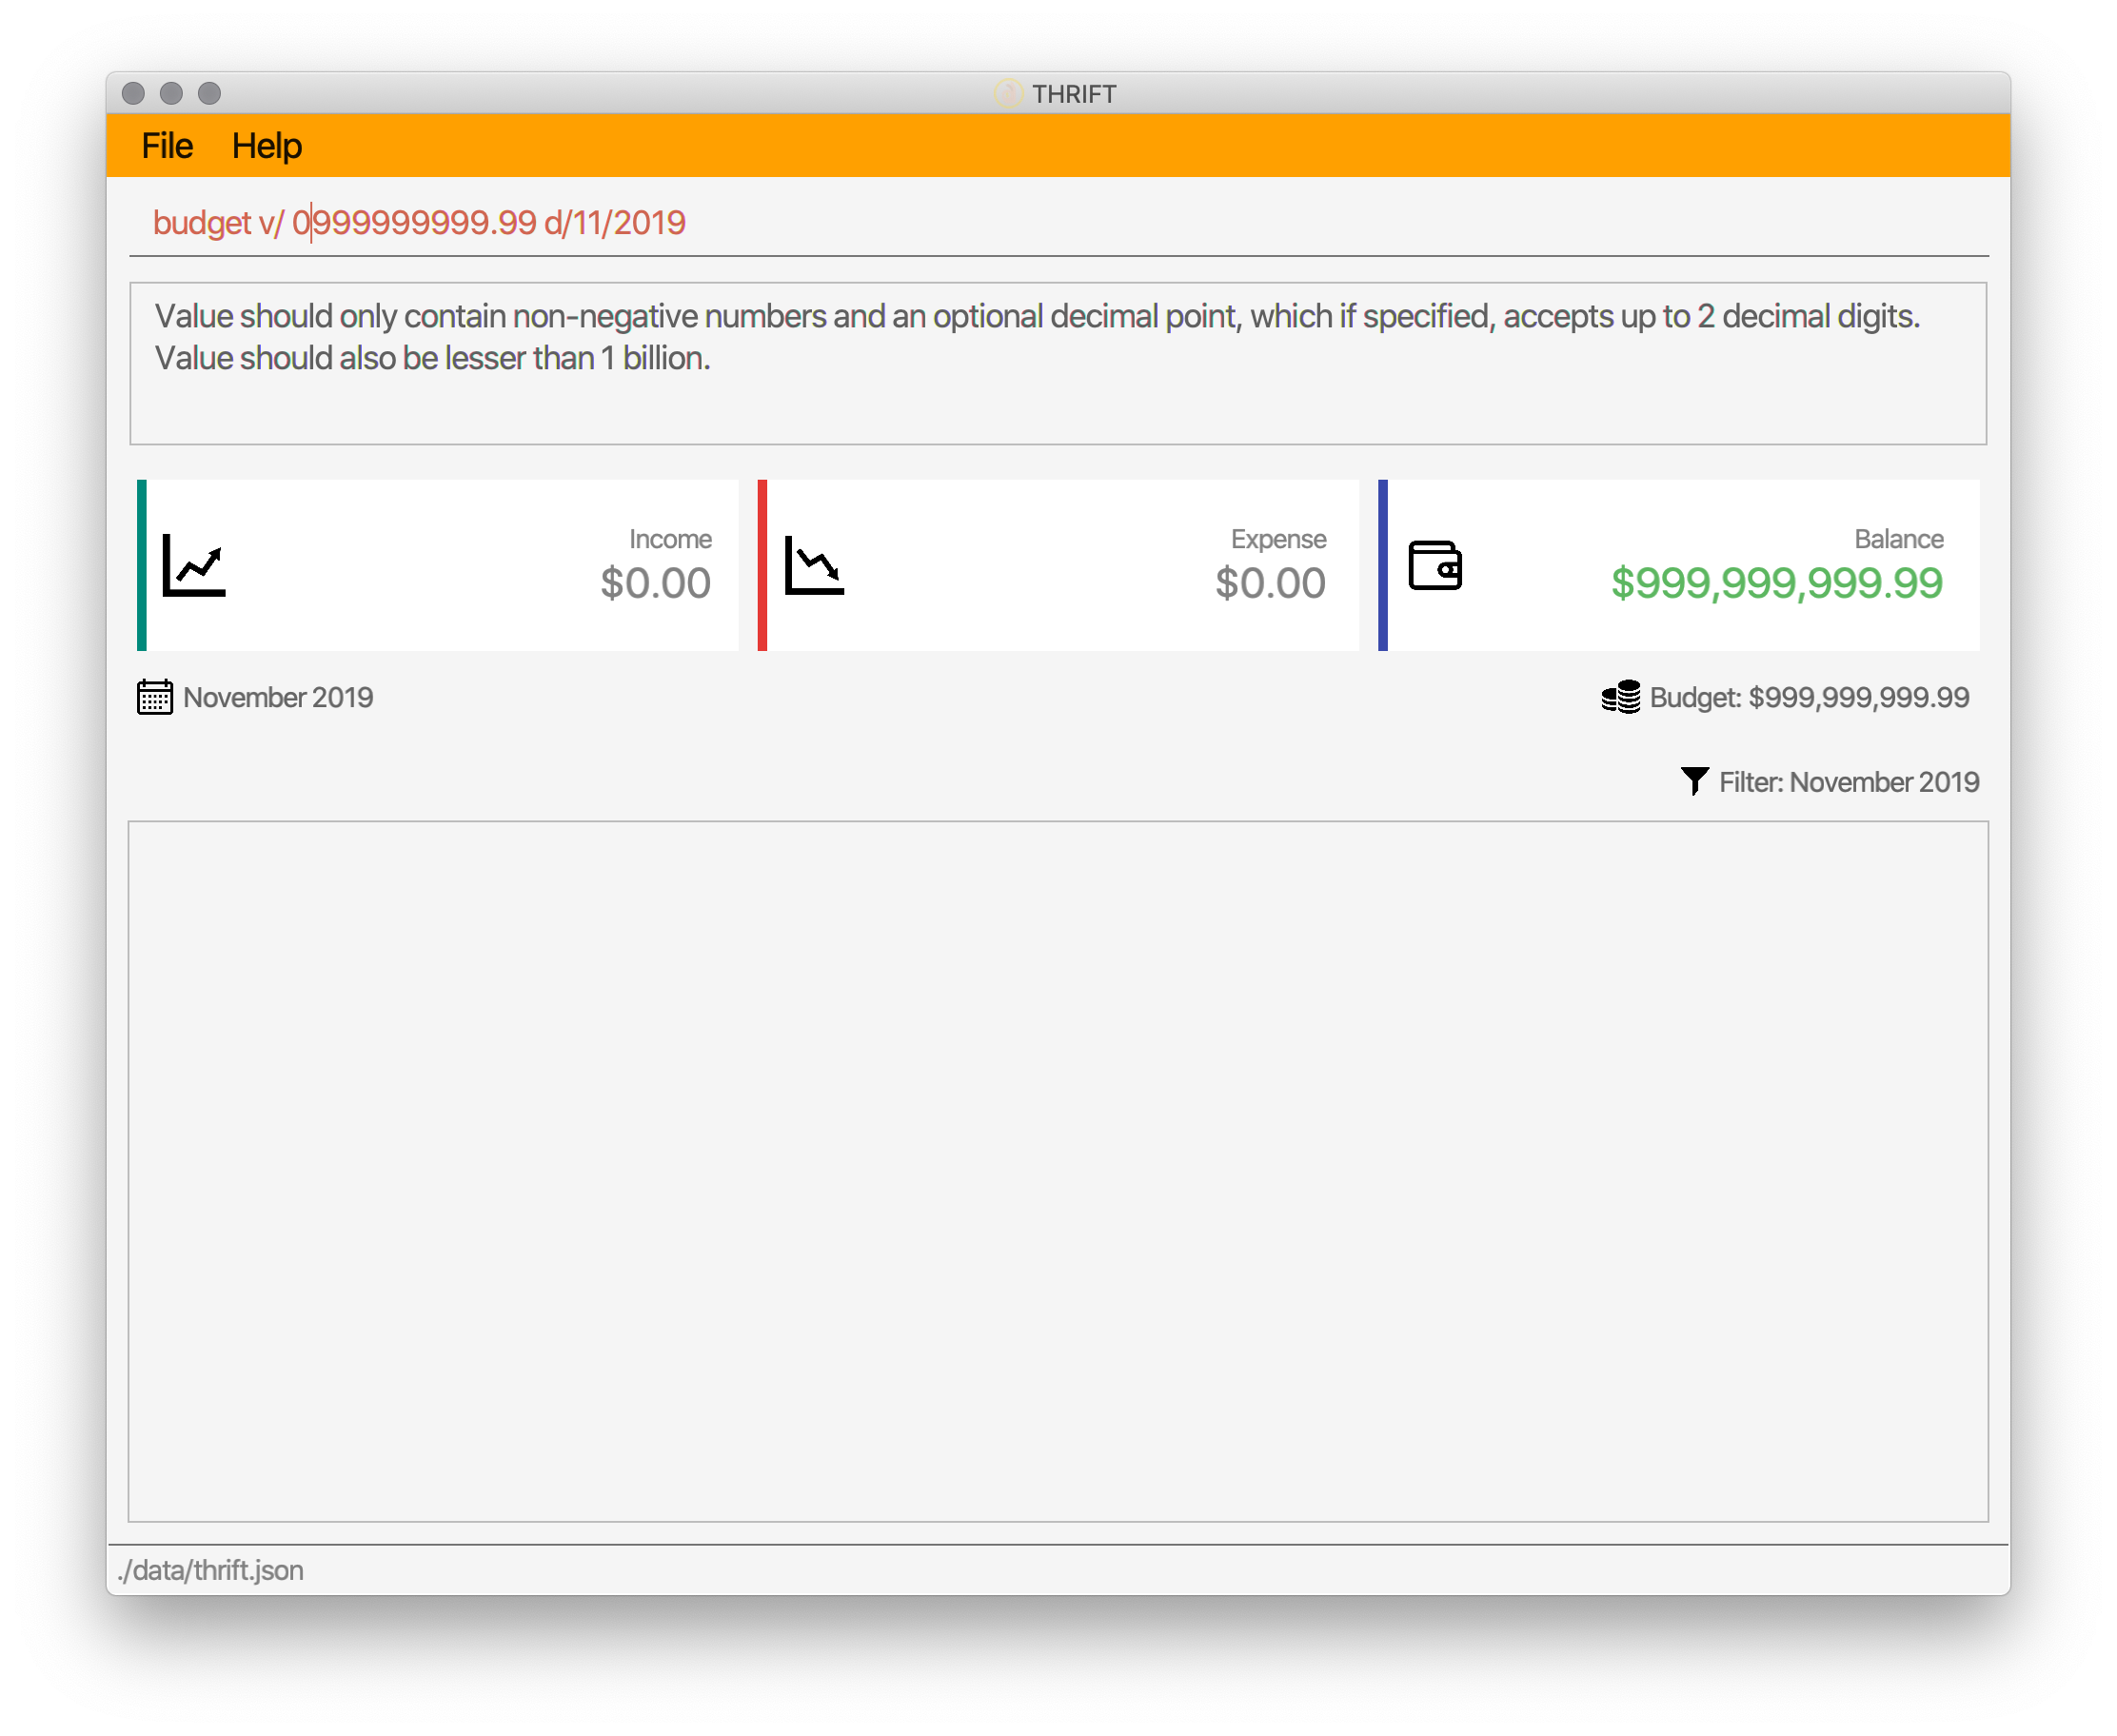 THRIFT
File Help
budget v/ 0999999999.99 d/11/2019
Value should only contain non-negative numbers and an optional decimal point, which if specified, accepts up to 2 decimal digits.
Value should also be lesser than 1 billion.
Income
$0.00
Expense
$0.00
Balance
$999,999,999.99
November 2019
Budget: $999,999,999.99
Filter: November 2019
./data/thrift.json